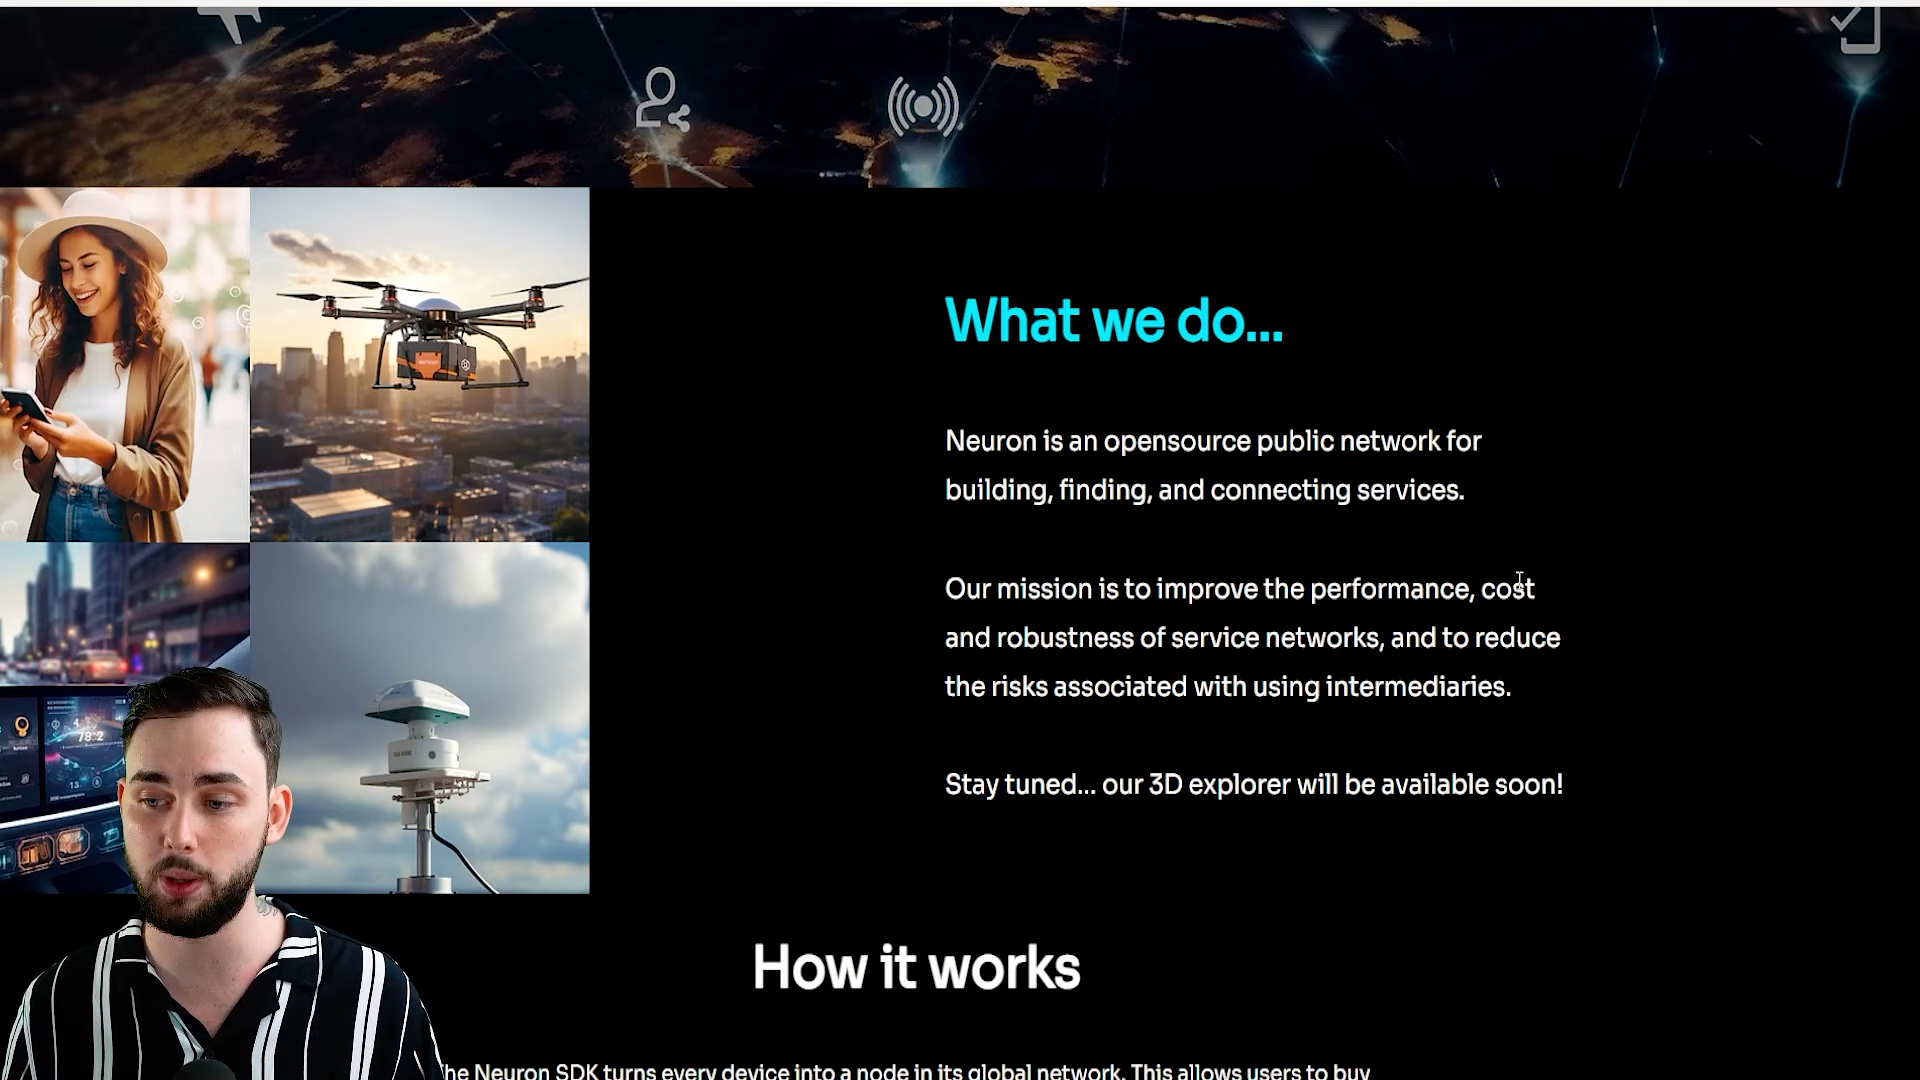 What we do...
Neuron is an opensource public network for
building, finding, and connecting services.
Our mission is to improve the performance, cost
and robustness of service networks, and to reduce
the risks associated with using intermediaries.
Stay tuned... our 3D explorer will be available soon!
78:2
How it works
The Neuron SDK turns every device into a node in its global network. This allows users to buy